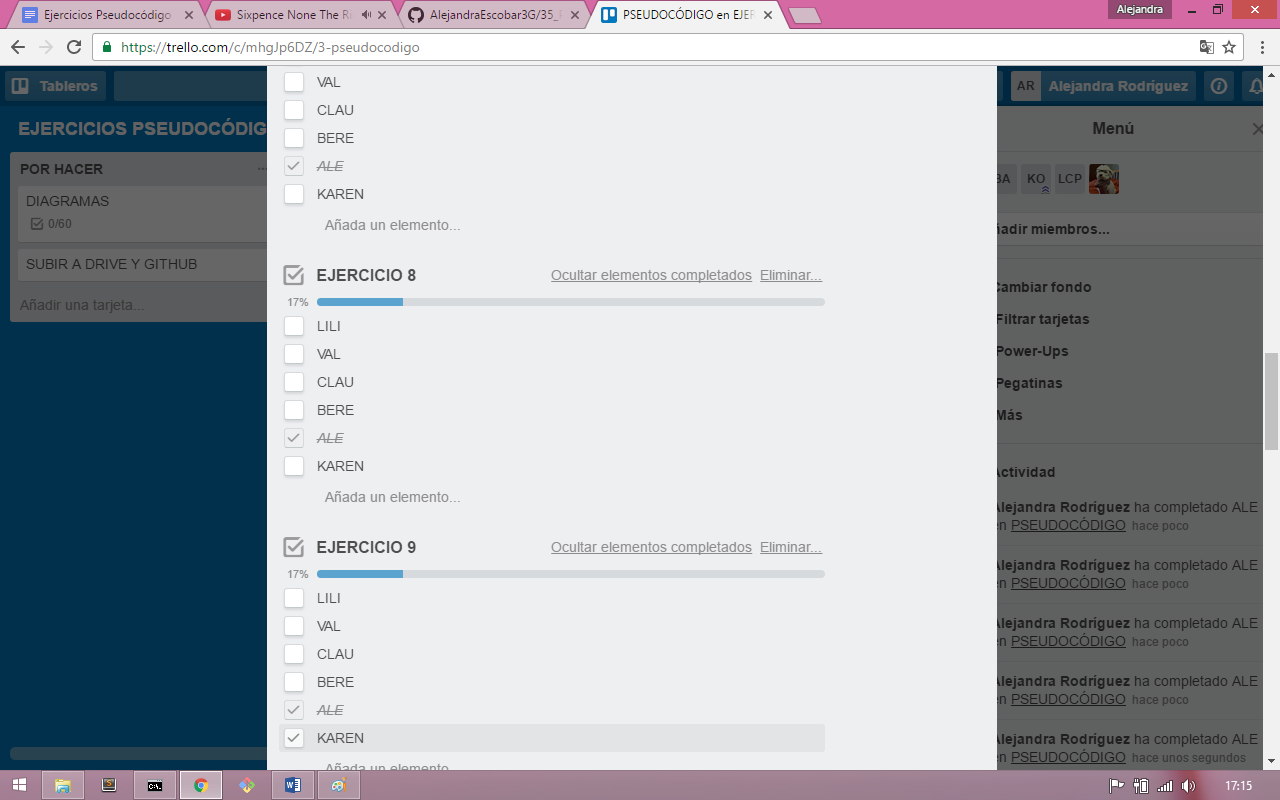 Ejercicios Pseudocódigo
Sixpence None The Ra
AlejandraEscobar3G/35_
PSEUDOCÓDIGO en EJER
Alejandra
https://trello.com/c/mhgJp6DZ/3-pseudocodigo
Tableros
AR
Alejandra Rodríguez
EJERCICIOS PSEUDOCÓDIG
POR HACER
DIAGRAMAS
0/60
SUBIR A DRIVE Y GITHUB
Añadir una tarjeta...
VAL
CLAU
BERE
ALE
KAREN
Añada un elemento...
EJERCICIO 8
Ocultar elementos completados Eliminar...
17%
LILI
VAL
CLAU
BERE
ALE
KAREN
Añada un elemento...
EJERCICIO 9
Ocultar elementos completados Eliminar...
17%
LILI
VAL
CLAU
BERE
ALE
KAREN
Añada un elemento
Menú
BA KO LCP
ñadir miembros...
Cambiar fondo
Filtrar tarjetas
Power-Ups
Pegatinas
Más
Actividad
Alejandra Rodríguez ha completado ALE
en PSEUDOCÓDIGO hace poco
Alejandra Rodríguez ha completado ALE
en PSEUDOCÓDIGO hace poco
Alejandra Rodríguez ha completado ALE
en PSEUDOCÓDIGO hace poco
Alejandra Rodríguez ha completado ALE
en PSEUDOCÓDIGO hace poco
Alejandra Rodríguez ha completado ALE
en PSEUDOCÓDIGO hace unos segundos
17:15